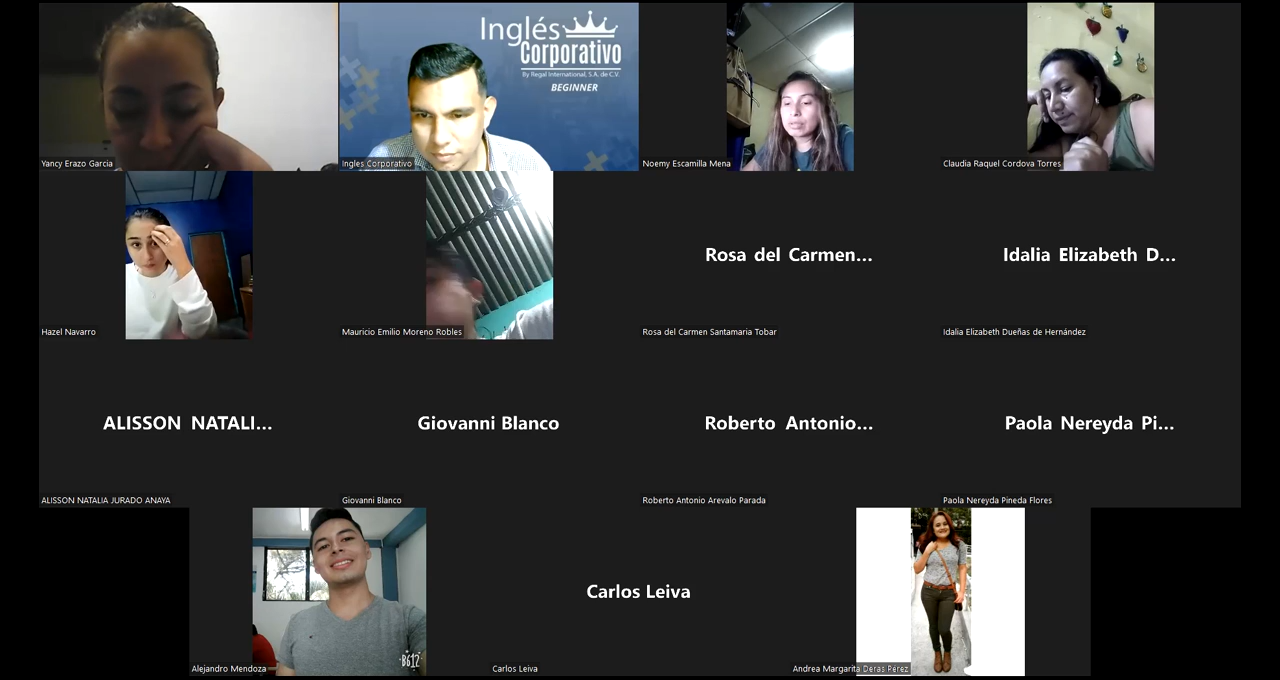 Inglés
Corporativo
By Regal International, S.A. de C.V.
BEGINNER
Yancy Erazo Garcia
Ingles Corporativo
Noemy Escamilla Mena
Claudia Raquel Cordova Torres
Rosa del Carmen...
Idalia Elizabeth D...
Hazel Navarro
Mauricio Emilio Moreno Robles
Rosa del Carmen Santamaria Tobar
Idalia Elizabeth Dueñas de Hernández
ALISSON NATALI...
Giovanni Blanco
Roberto Antonio...
Paola Nereyda Pi...
ALISSON NATALIA JURADO ANAYA
Giovanni Blanco
Roberto Antonio Arevalo Parada
Paola Nereyda Pineda Flores
Carlos Leiva
B612
Alejandro Mendoza
Carlos Leiva
Andrea Margarita Deras Pérez